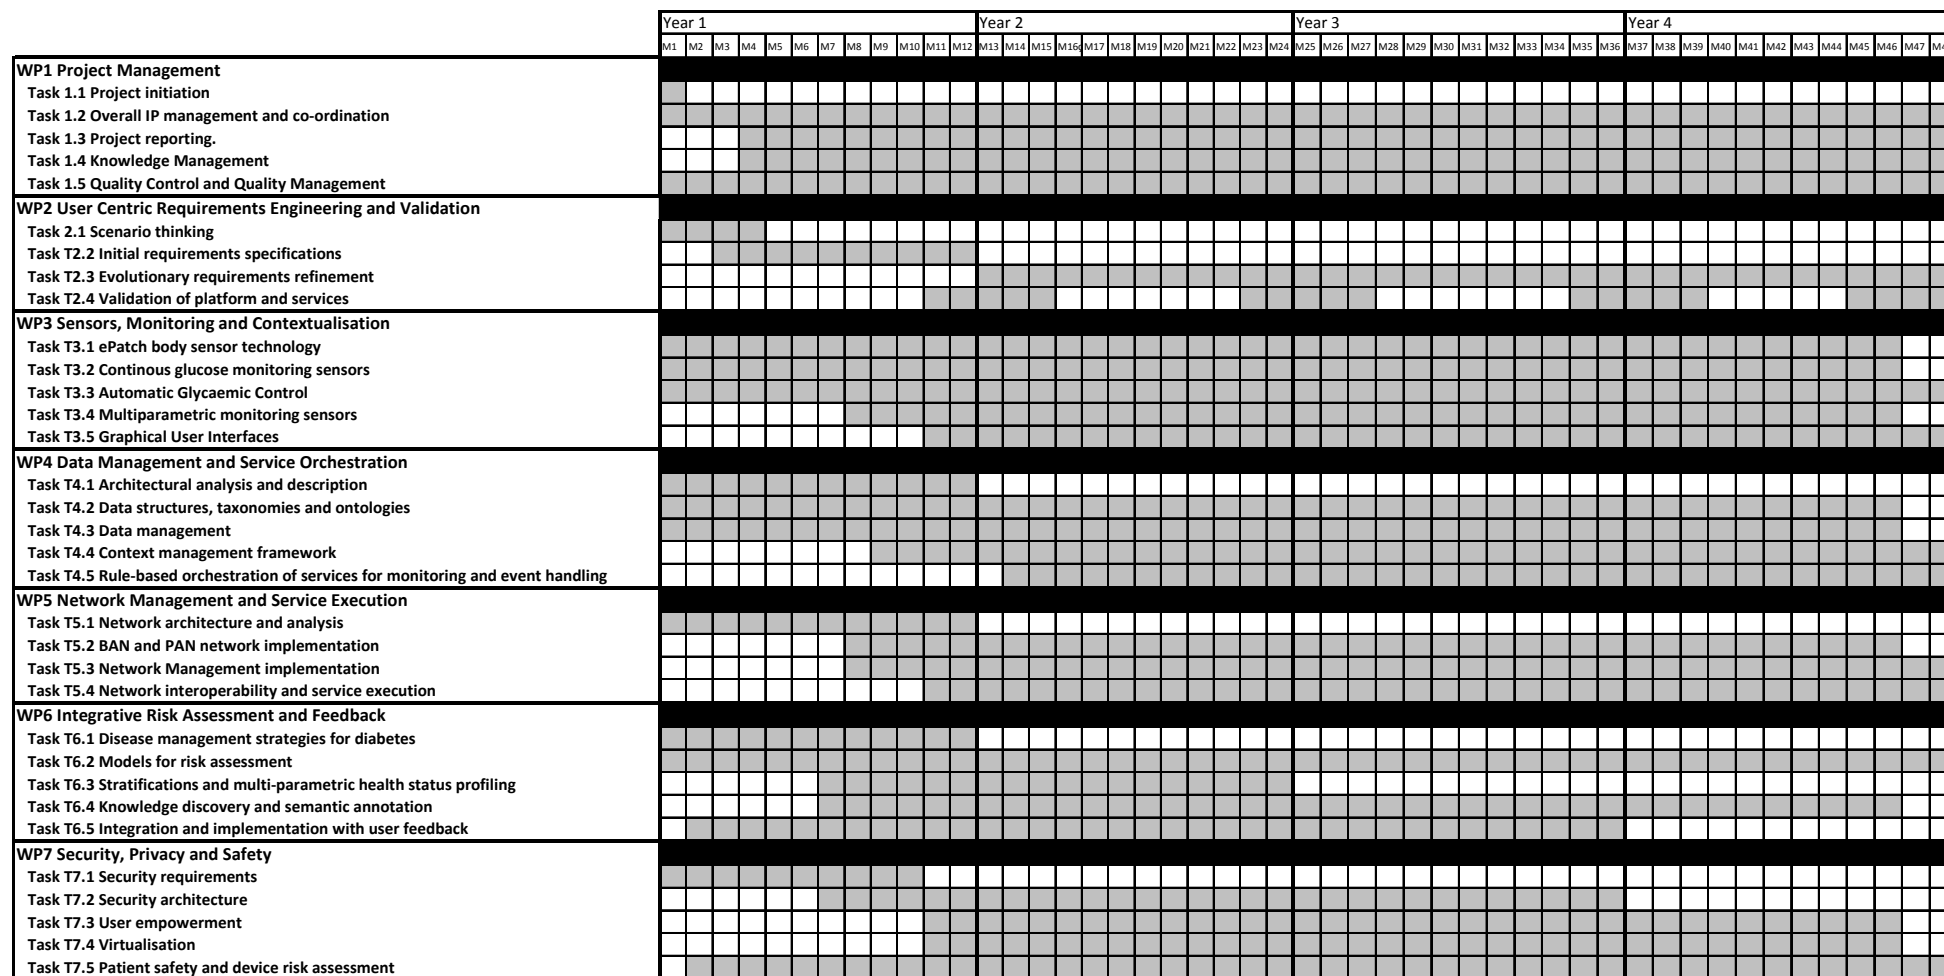 Year 1 Year 2 Year 3 Year 4
M1 M2 M3 M4 M5 M6 M7 M8 M9 M10 M11 M12 M13 M14 M15 M16 M17 M18 M19 M20 M21 M22 M23 M24 M25 M26 M27 M28 M29 M30 M31 M32 M33 M34 M35 M36 M37 M38 M39 M40 M41 M42 M43 M44 M45 M46 M47
WP1 Project Management
Task 1.1 Project initiation
Task 1.2 Overall IP management and co-ordination
Task 1.3 Project reporting.
Task 1.4 Knowledge Management
Task 1.5 Quality Control and Quality Management
WP2 User Centric Requirements Engineering and Validation
Task 2.1 Scenario thinking
Task T2.2 Initial requirements specifications
Task T2.3 Evolutionary requirements refinement
Task T2.4 Validation of platform and services
WP3 Sensors, Monitoring and Contextualisation
Task T3.1 ePatch body sensor technology
Task T3.2 Continous glucose monitoring sensors
Task T3.3 Automatic Glycaemic Control
Task T3.4 Multiparametric monitoring sensors
Task T3.5 Graphical User Interfaces
WP4 Data Management and Service Orchestration
Task T4.1 Architectural analysis and description
Task T4.2 Data structures, taxonomies and ontologies
Task T4.3 Data management
Task T4.4 Context management framework
Task T4.5 Rule-based orchestration of services for monitoring and event handling
WP5 Network Management and Service Execution
Task T5.1 Network architecture and analysis
Task T5.2 BAN and PAN network implementation
Task T5.3 Network Management implementation
Task T5.4 Network interoperability and service execution
WP6 Integrative Risk Assessment and Feedback
Task T6.1 Disease management strategies for diabetes
Task T6.2 Models for risk assessment
Task T6.3 Stratifications and multi-parametric health status profiling
Task T6.4 Knowledge discovery and semantic annotation
Task T6.5 Integration and implementation with user feedback
WP7 Security, Privacy and Safety
Task T7.1 Security requirements
Task T7.2 Security architecture
Task T7.3 User empowerment
Task T7.4 Virtualisation
Task T7.5 Patient safety and device risk assessment